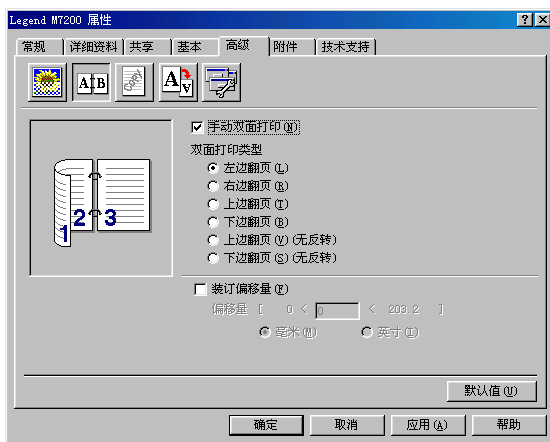 Legend M7200 属性
常规 详细资料 共享 基本 高级 附件 技术支持
A B Copy A A
手动双面打印(N)
双面打印类型
左边翻页(L)
右边翻页(R)
上边翻页(T)
下边翻页(B)
上边翻页(V)(无反转)
下边翻页(S)(无反转)
1 2 3
装订偏移量(F)
偏移量 [ 0 < 0 < 203.2 ]
毫米(M) 英寸(I)
默认值(U)
确定 取消 应用(A) 帮助